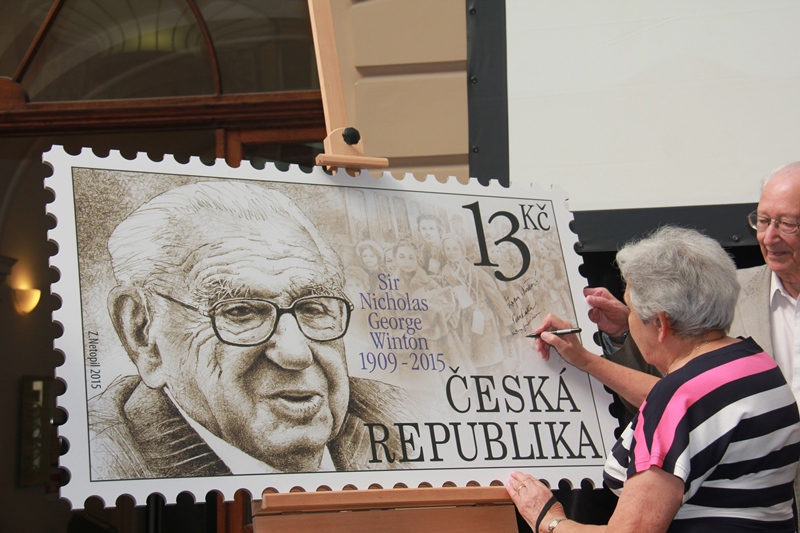 13 Kč
Sir
Nicholas
George
Winton
1909 - 2015
ČESKÁ
REPUBLIKA
Z. Netopil 2015